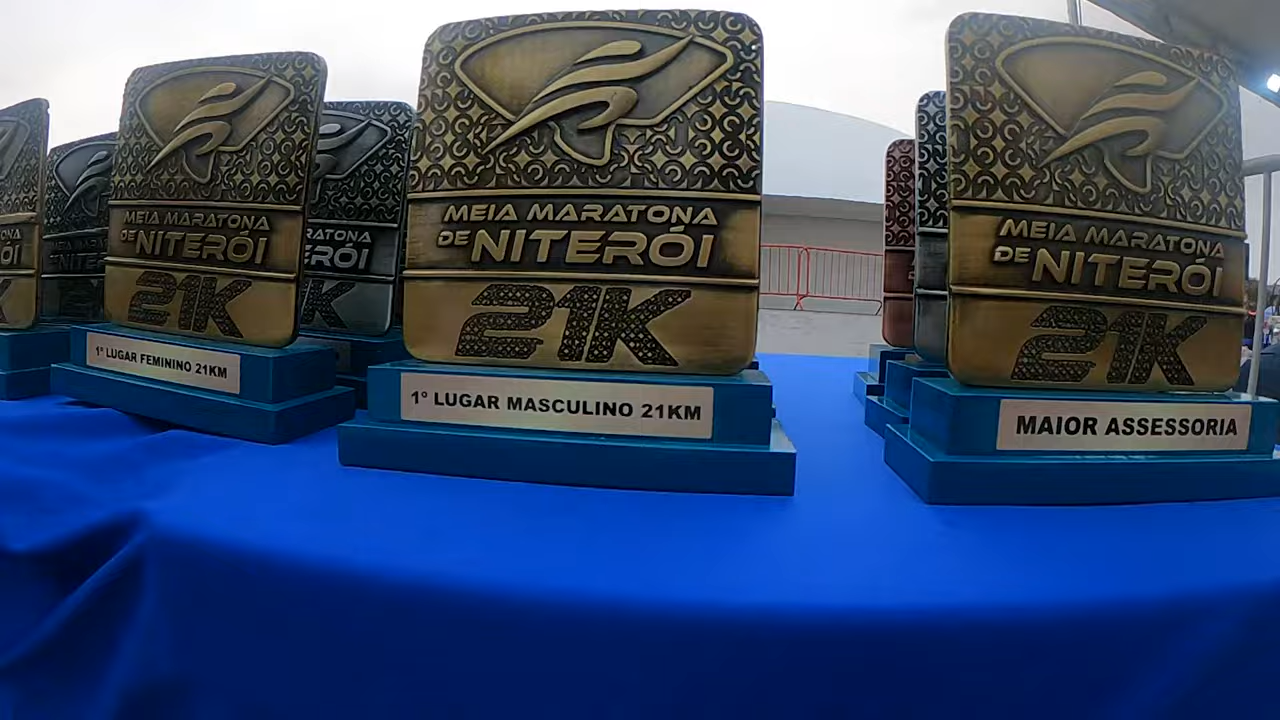 MEIA MARATONA
DE NITERÓI
21K
1º LUGAR FEMININO 21KM
MEIA MARATONA
DE NITERÓI
21K
1º LUGAR MASCULINO 21KM
MEIA MARATONA
DE NITERÓI
21K
MAIOR ASSESSORIA